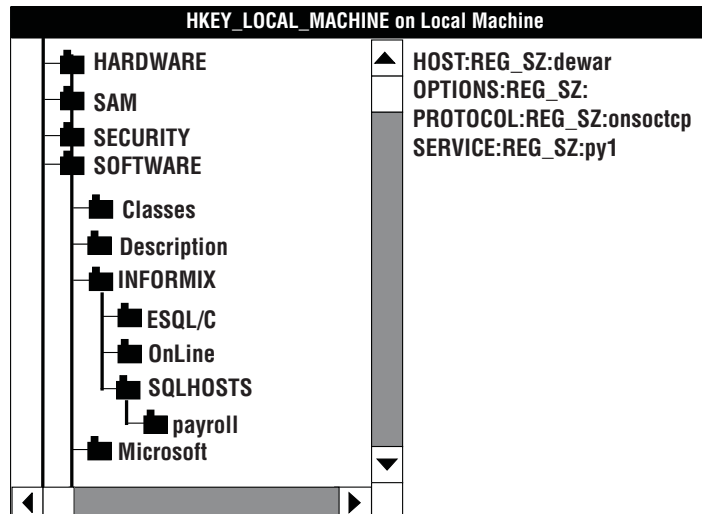 HKEY_LOCAL_MACHINE on Local Machine
HARDWARE
SAM
SECURITY
SOFTWARE
Classes
Description
INFORMIX
ESQL/C
OnLine
SQLHOSTS
payroll
Microsoft
HOST:REG_SZ:dewar
OPTIONS:REG_SZ:
PROTOCOL:REG_SZ:onsoctcp
SERVICE:REG_SZ:py1